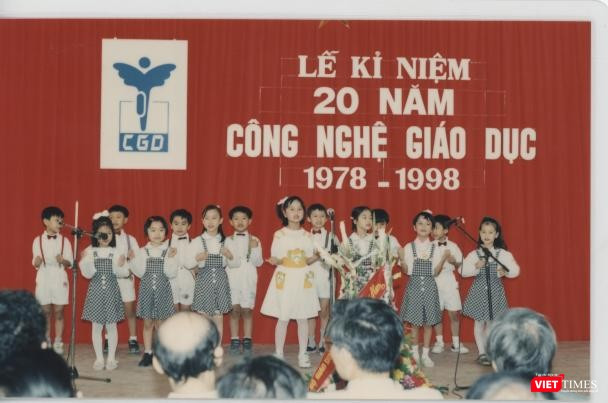 LỄ KỈ NIỆM
20 NĂM
CÔNG NGHỆ GIÁO DỤC
1978 - 1998
CGD
VIETTIMES